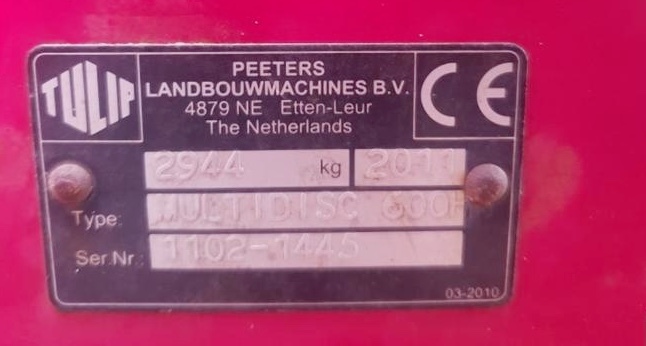 TULIP
PEETERS
LANDBOUWMACHINES B.V.
4879 NE Etten-Leur
The Netherlands
CE
2944 kg 2011
Type: MULTIDISC 600H
Ser.Nr. 1102-1445
03-2010